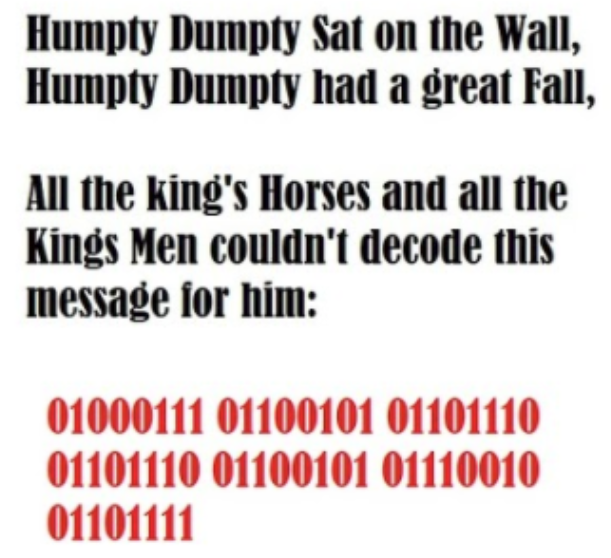 Humpty Dumpty Sat on the Wall,
Humpty Dumpty had a great Fall,
All the king's Horses and all the
Kings Men couldn't decode this
message for him:
01000111 01100101 01101110
01101110 01100101 01110010
01101111